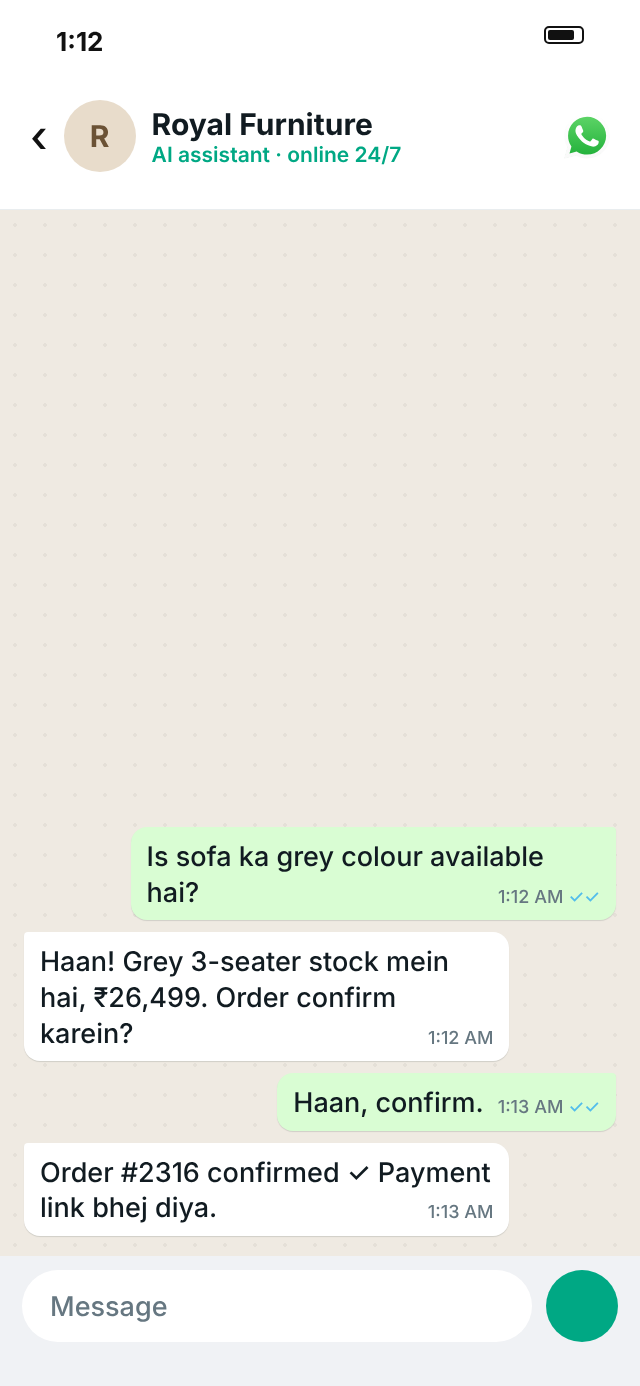 1:12
R
Royal Furniture
AI assistant · online 24/7
Is sofa ka grey colour available
hai?
1:12 AM ✓✓
Haan! Grey 3-seater stock mein
hai, ₹26,499. Order confirm
karein?
1:12 AM
Haan, confirm.
1:13 AM ✓✓
Order #2316 confirmed ✓ Payment
link bhej diya.
1:13 AM
Message